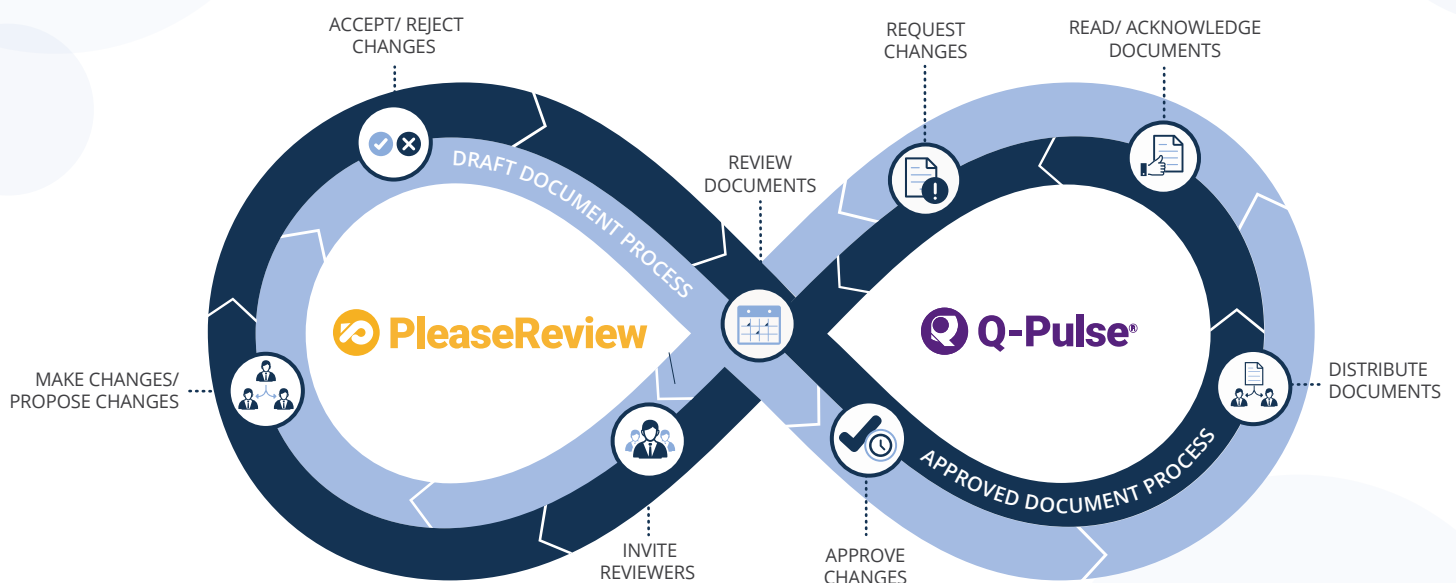 ACCEPT/ REJECT
CHANGES
REQUEST
CHANGES
READ/ ACKNOWLEDGE
DOCUMENTS
DRAFT DOCUMENT PROCESS
REVIEW
DOCUMENTS
PleaseReview
Q-Pulse®
MAKE CHANGES/
PROPOSE CHANGES
DISTRIBUTE
DOCUMENTS
APPROVED DOCUMENT PROCESS
INVITE
REVIEWERS
APPROVE
CHANGES